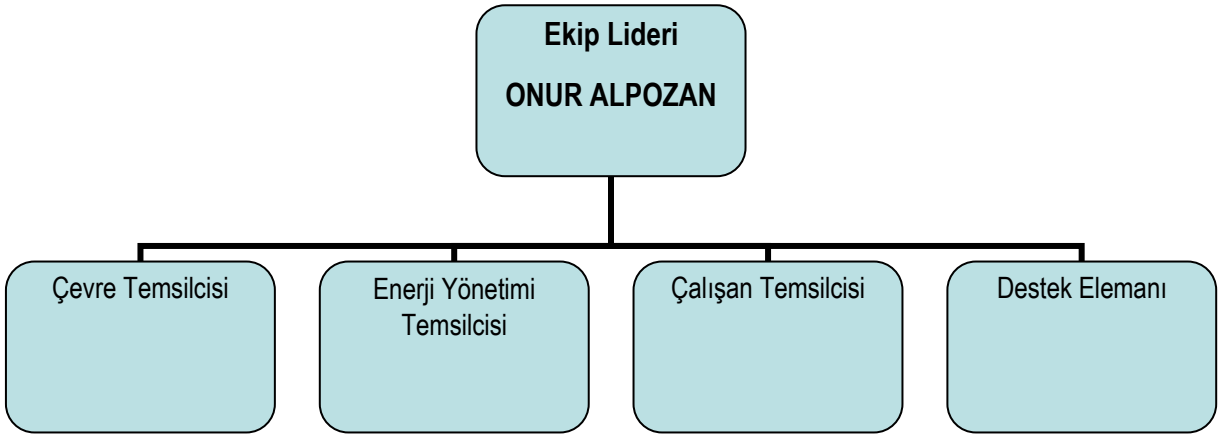 Ekip Lideri
ONUR ALPOZAN
Çevre Temsilcisi
Enerji Yönetimi
Temsilcisi
Çalışan Temsilcisi
Destek Elemanı